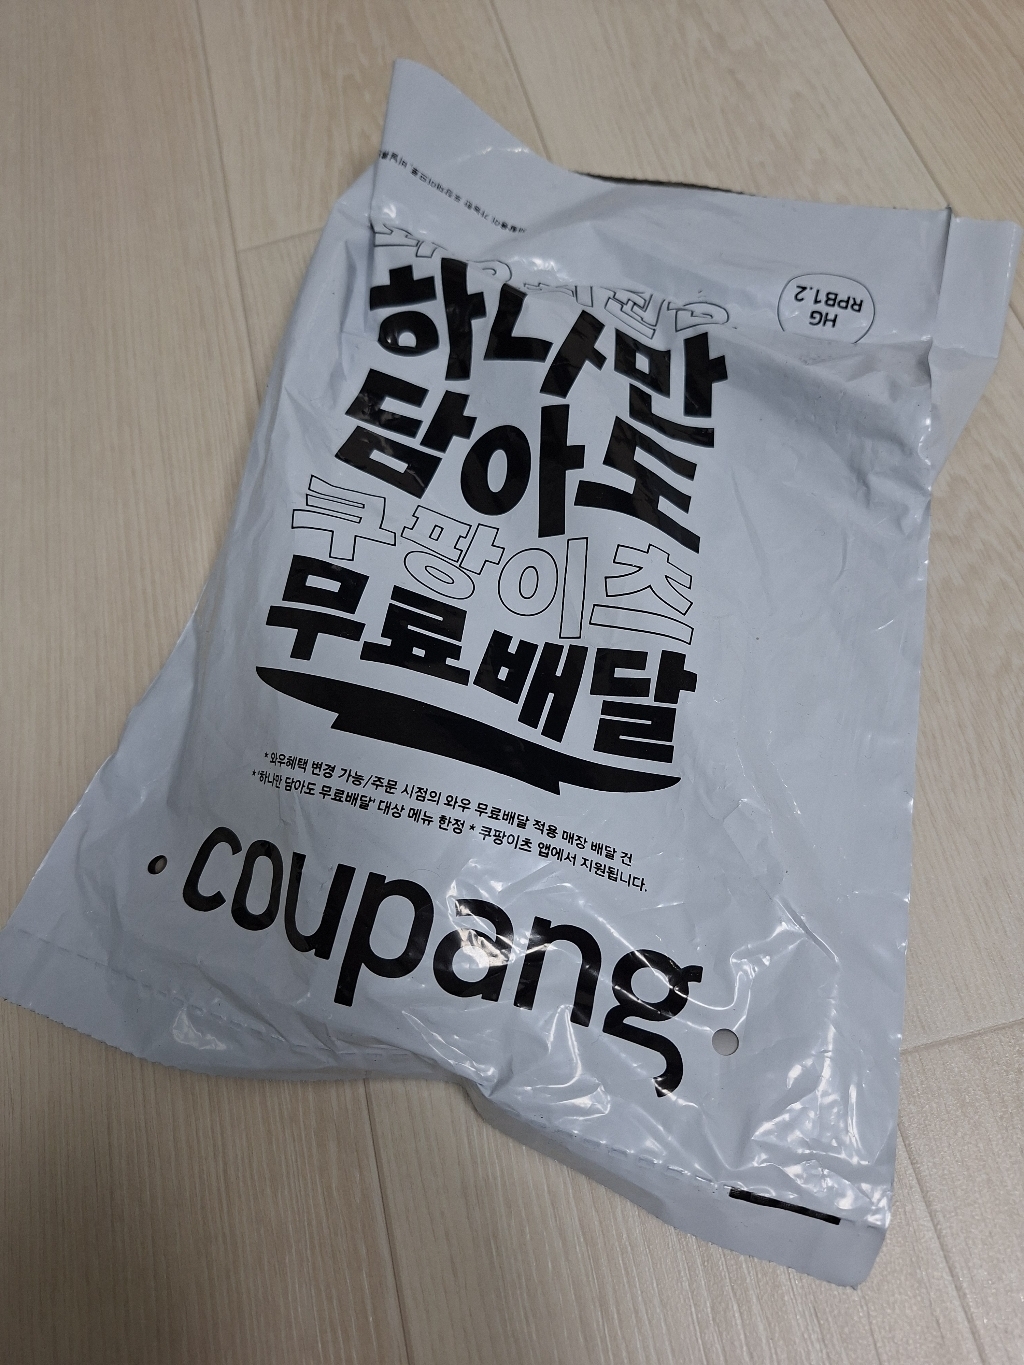 하나만
담아도
쿠팡이츠
무료배달
*와우혜택 변경 가능/주문 시점의 와우 무료배달 적용 매장 배달 건
*'하나만 담아도 무료배달' 대상 메뉴 한정 * 쿠팡이츠 앱에서 지원됩니다.
coupang
HG
RPB1.2